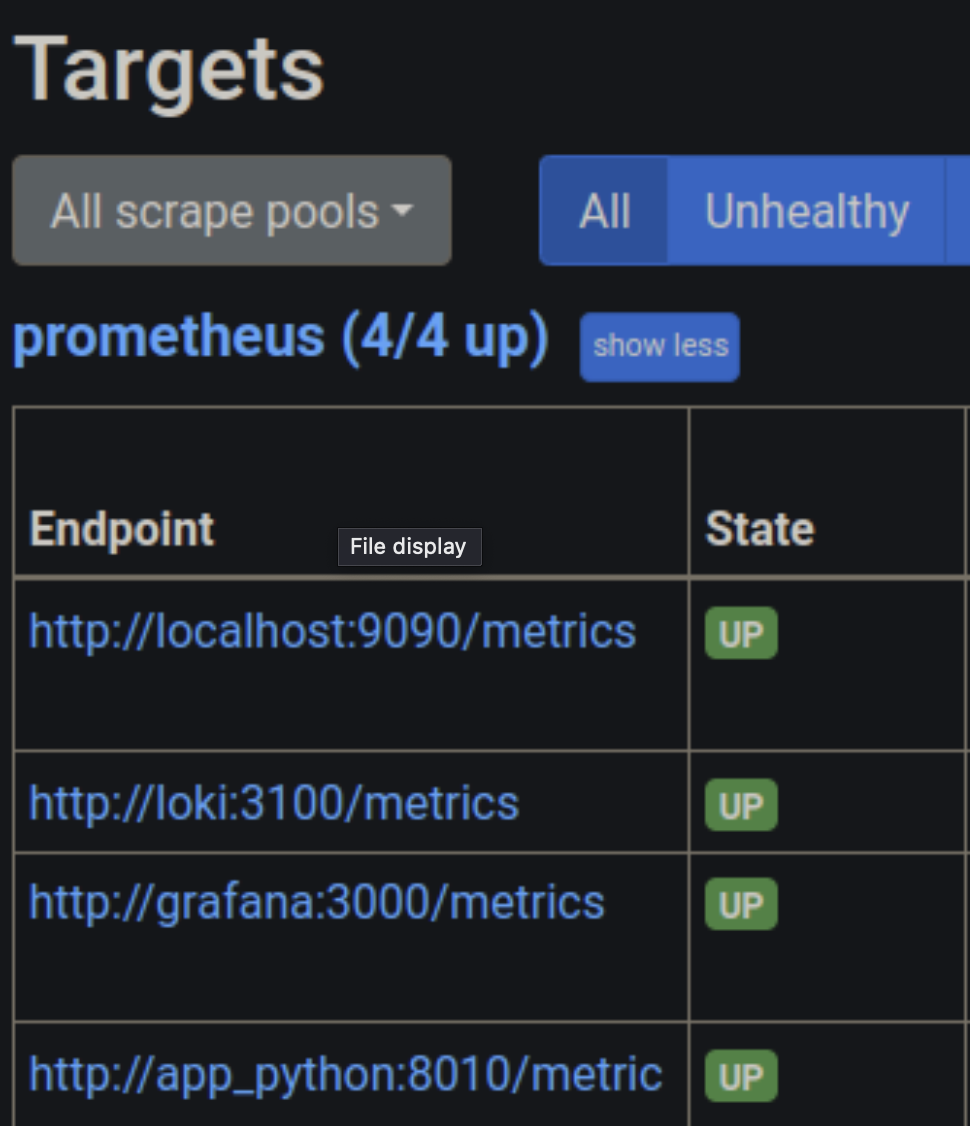 Targets
All scrape pools All Unhealthy
prometheus (4/4 up) show less
Endpoint State
File display
http://localhost:9090/metrics UP
http://loki:3100/metrics UP
http://grafana:3000/metrics UP
http://app_python:8010/metric UP